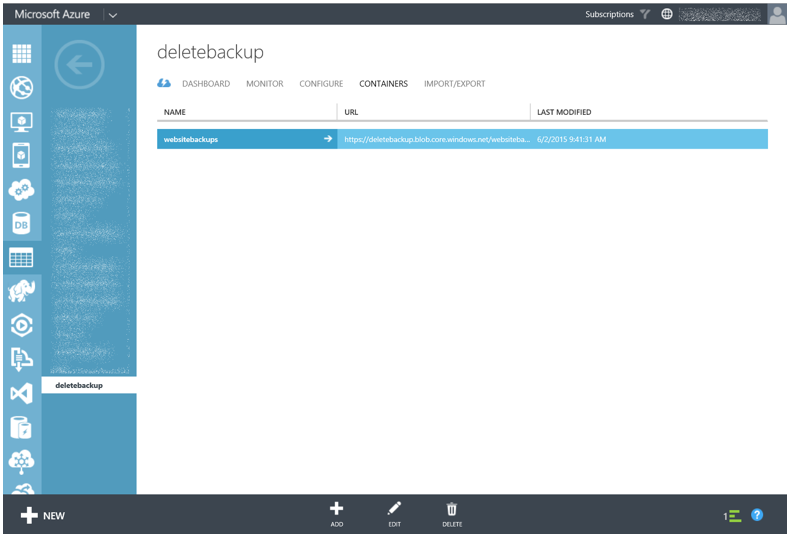 Microsoft Azure
Subscriptions
deletebackup
DASHBOARD MONITOR CONFIGURE CONTAINERS IMPORT/EXPORT
NAME URL LAST MODIFIED
websitebackups https://deletebackup.blob.core.windows.net/websiteba... 6/2/2015 9:41:31 AM
DB
deletebackup
NEW
ADD EDIT DELETE
1
?